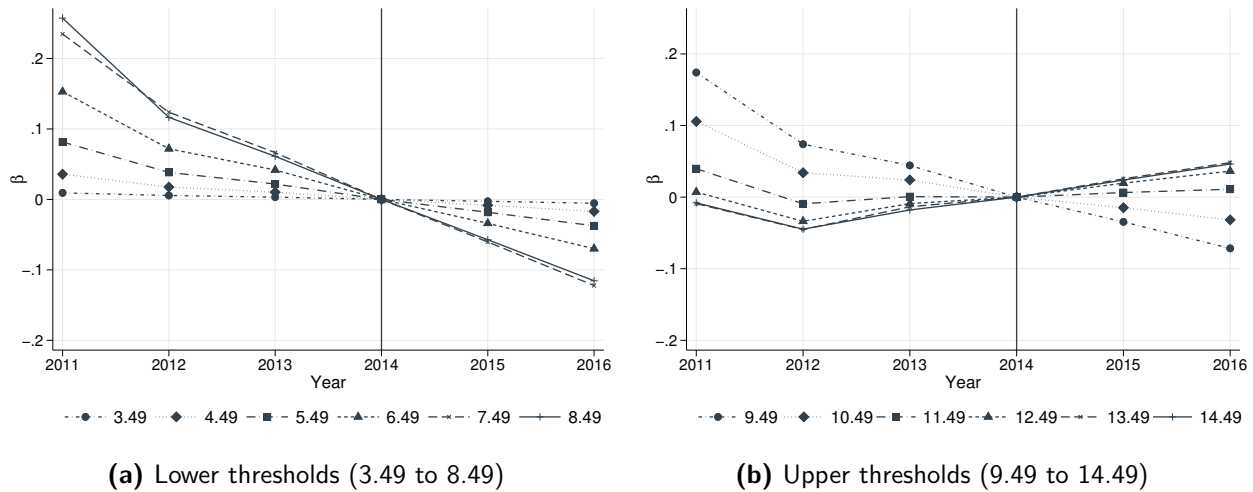 .2
.1
0
−.1
−.2
β
2011 2012 2013 2014 2015 2016
Year
3.49 4.49 5.49 6.49 7.49 8.49
(a) Lower thresholds (3.49 to 8.49)
.2
.1
0
−.1
−.2
β
2011 2012 2013 2014 2015 2016
Year
9.49 10.49 11.49 12.49 13.49 14.49
(b) Upper thresholds (9.49 to 14.49)